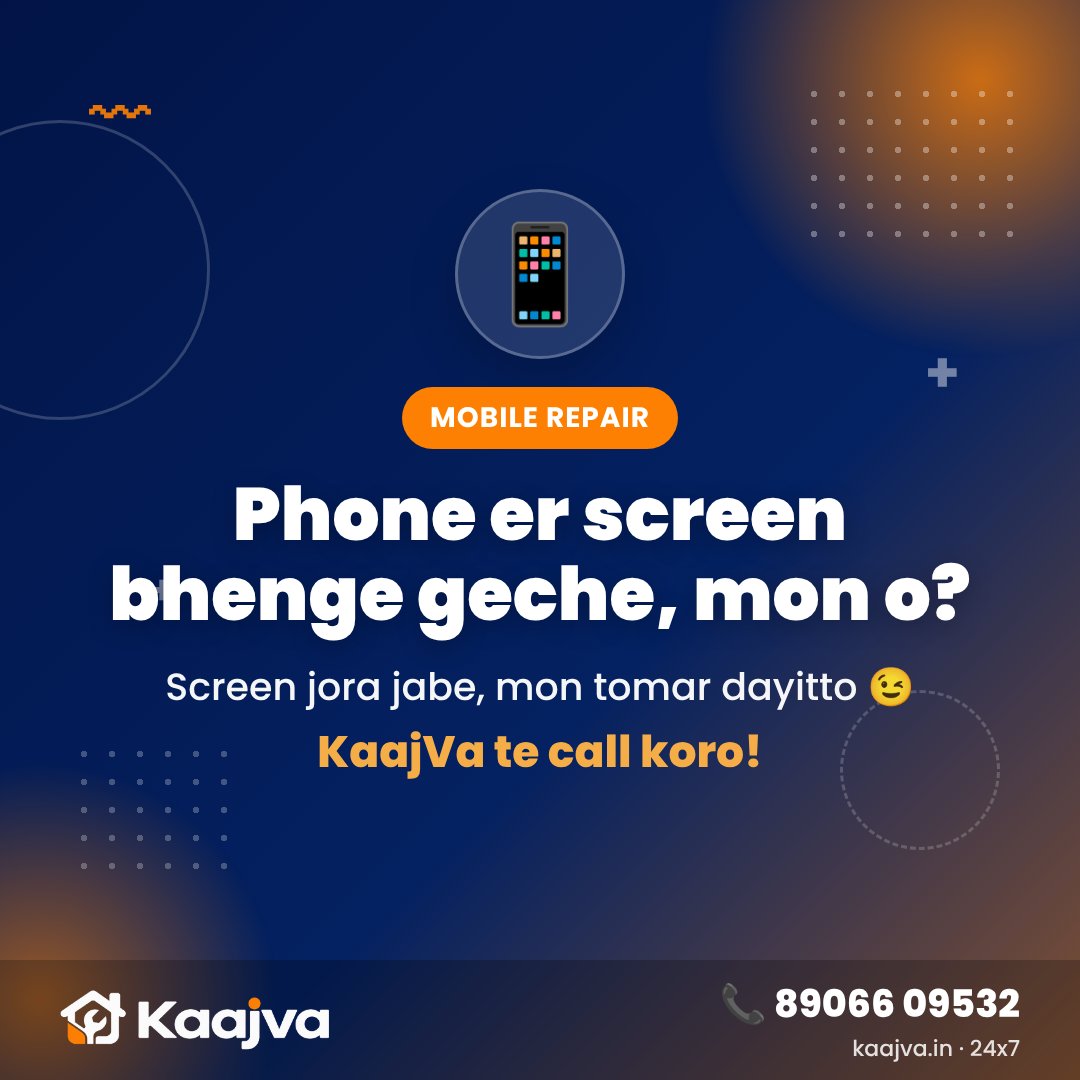 MOBILE REPAIR
Phone er screen
bhenge geche, mon o?
Screen jora jabe, mon tomar dayitto 😉
KaajVa te call koro!
Kaajva
📞 89066 09532
kaajva.in · 24x7